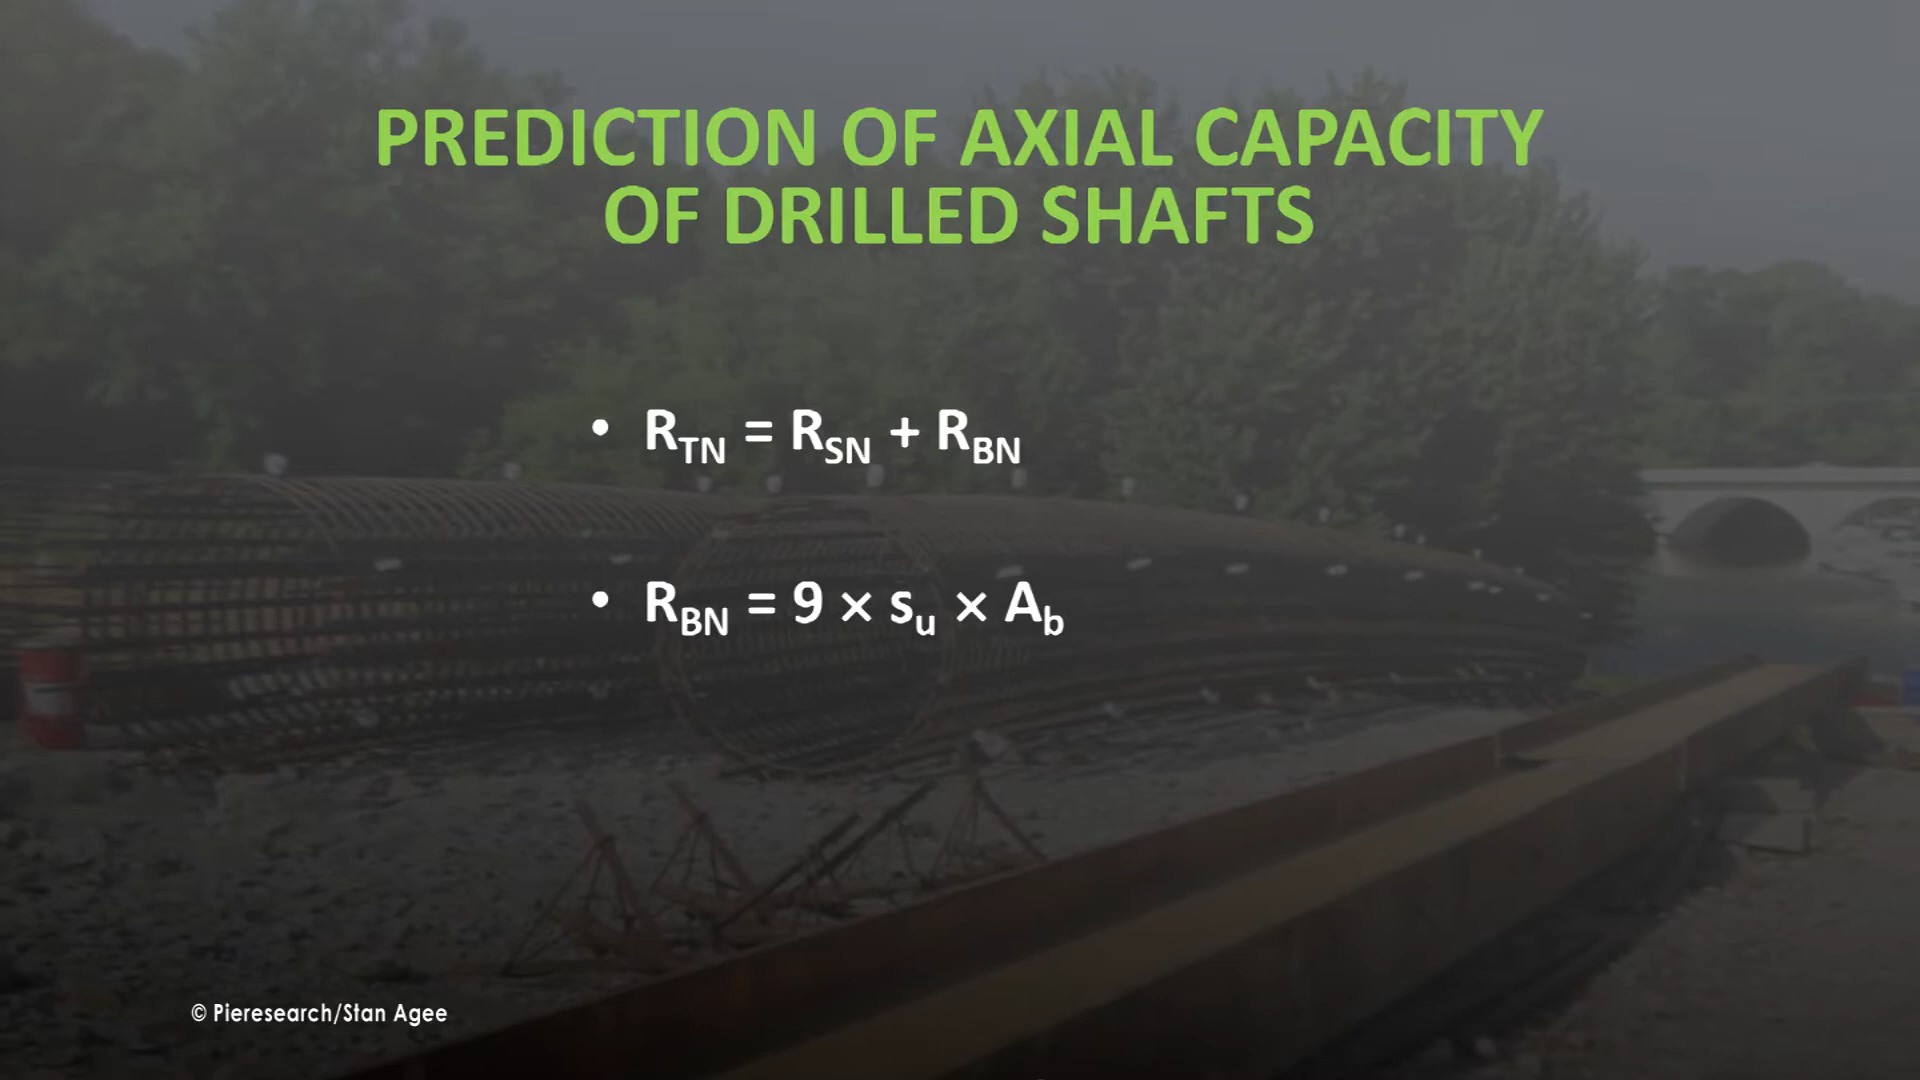 PREDICTION OF AXIAL CAPACITY
OF DRILLED SHAFTS
• R_TN = R_SN + R_BN
• R_BN = 9 × s_u × A_b
© Pieresearch/Stan Agee